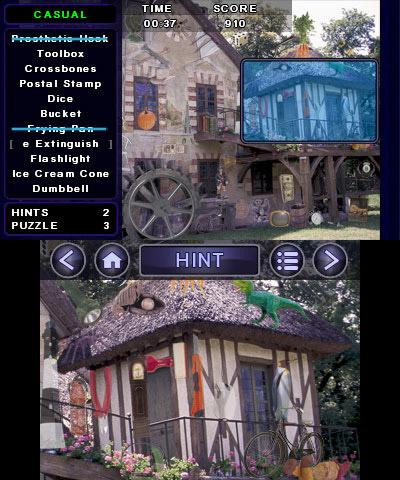 CASUAL
Prosthetic Hook
Toolbox
Crossbones
Postal Stamp
Dice
Bucket
Frying Pan
[ e Extinguish ]
Flashlight
Ice Cream Cone
Dumbbell
HINTS 2
PUZZLE 3
TIME
00:37
SCORE
910
HINT